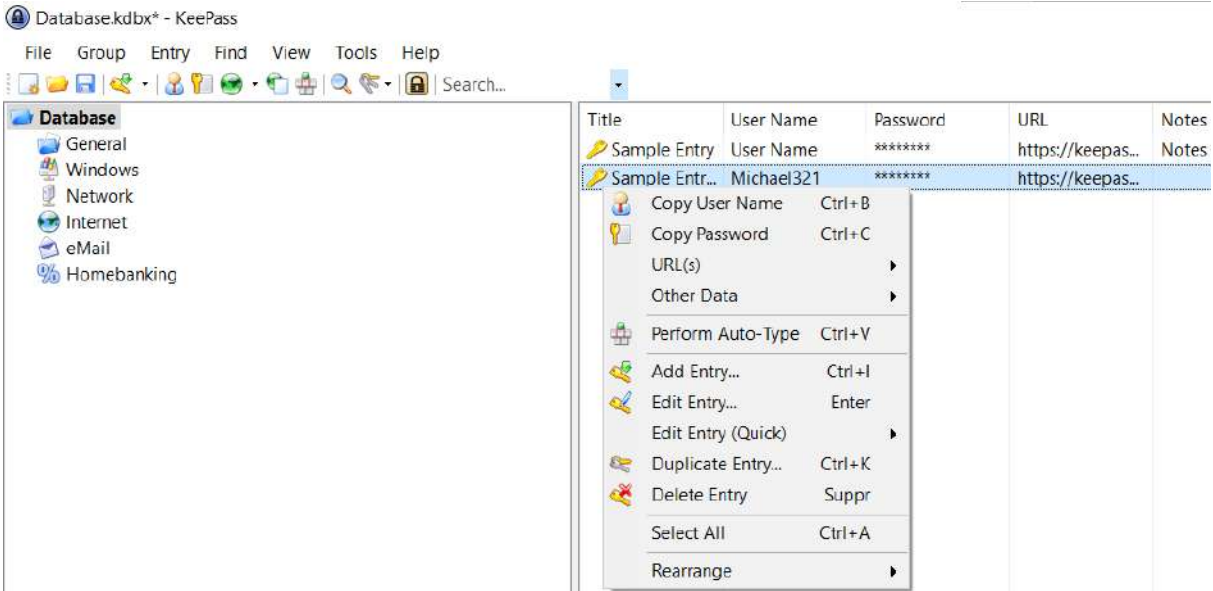 Database.kdbx* - KeePass
File Group Entry Find View Tools Help
Search...
Database
General
Windows
Network
Internet
eMail
Homebanking
Title User Name Password URL Notes
Sample Entry User Name ******** https://keepas... Notes
Sample Entr... Michael321 ******** https://keepas...
Copy User Name Ctrl+B
Copy Password Ctrl+C
URL(s)
Other Data
Perform Auto-Type Ctrl+V
Add Entry... Ctrl+I
Edit Entry... Enter
Edit Entry (Quick)
Duplicate Entry... Ctrl+K
Delete Entry Suppr
Select All Ctrl+A
Rearrange